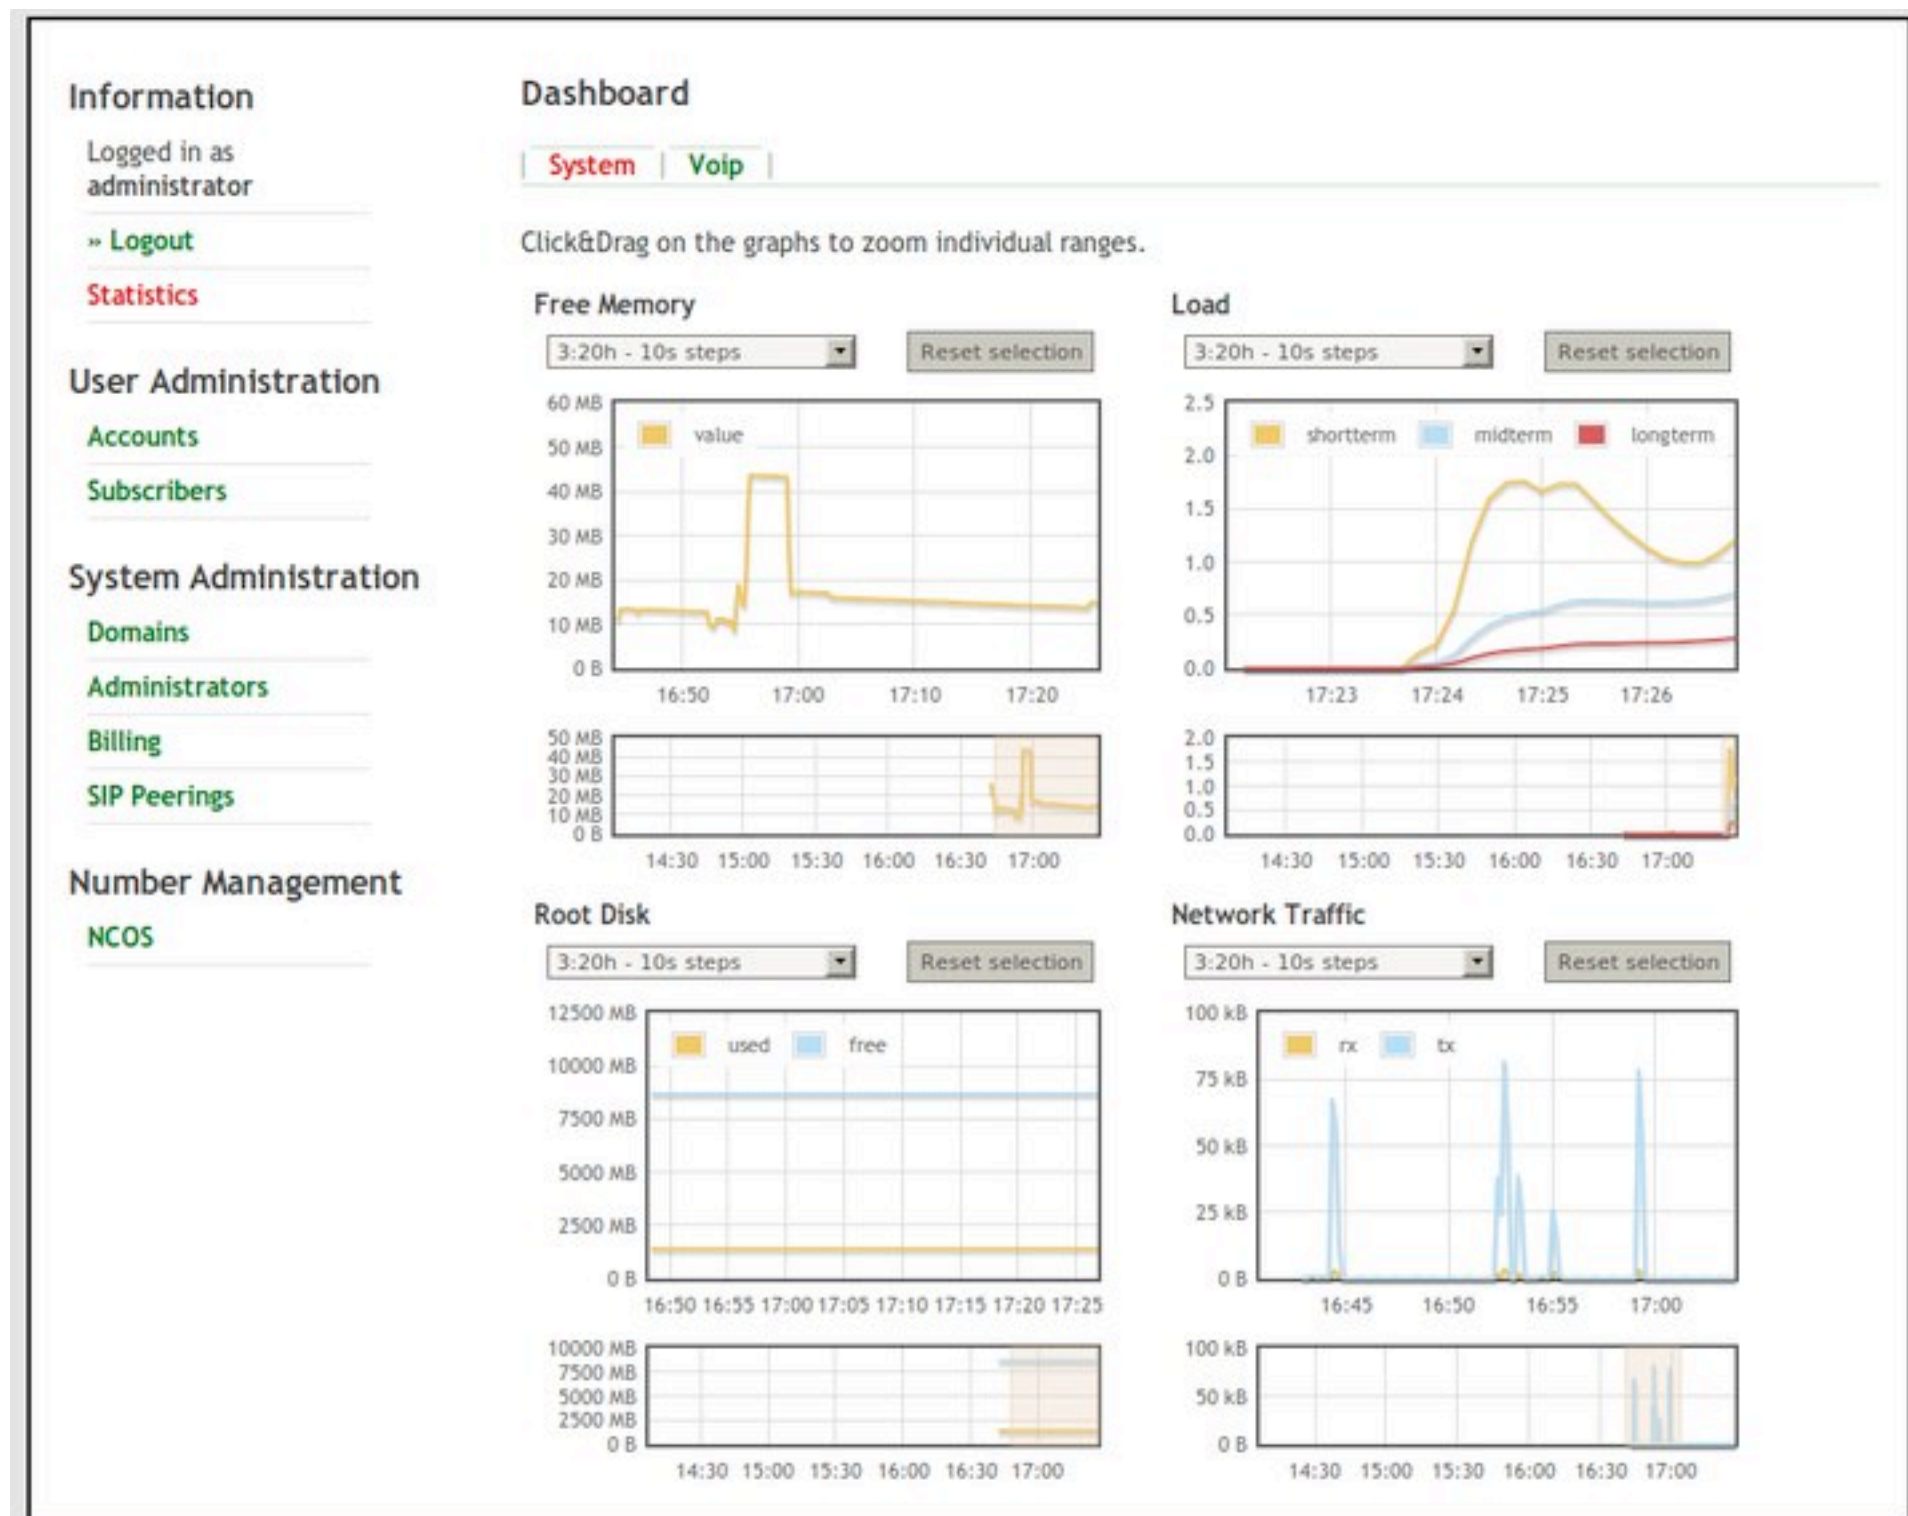 Information
Logged in as
administrator
» Logout
Statistics
User Administration
Accounts
Subscribers
System Administration
Domains
Administrators
Billing
SIP Peerings
Number Management
NCOS
Dashboard
System | Voip
Click&Drag on the graphs to zoom individual ranges.
Free Memory
3:20h - 10s steps
Reset selection
60 MB
50 MB
40 MB
30 MB
20 MB
10 MB
0 B
value
16:50 17:00 17:10 17:20
50 MB
40 MB
30 MB
20 MB
10 MB
0 B
14:30 15:00 15:30 16:00 16:30 17:00
Load
3:20h - 10s steps
Reset selection
2.5
2.0
1.5
1.0
0.5
0.0
shortterm midterm longterm
17:23 17:24 17:25 17:26
2.0
1.5
1.0
0.5
0.0
14:30 15:00 15:30 16:00 16:30 17:00
Root Disk
3:20h - 10s steps
Reset selection
12500 MB
10000 MB
7500 MB
5000 MB
2500 MB
0 B
used free
16:50 16:55 17:00 17:05 17:10 17:15 17:20 17:25
10000 MB
7500 MB
5000 MB
2500 MB
0 B
14:30 15:00 15:30 16:00 16:30 17:00
Network Traffic
3:20h - 10s steps
Reset selection
100 kB
75 kB
50 kB
25 kB
0 B
rx tx
16:45 16:50 16:55 17:00
100 kB
50 kB
0 B
14:30 15:00 15:30 16:00 16:30 17:00